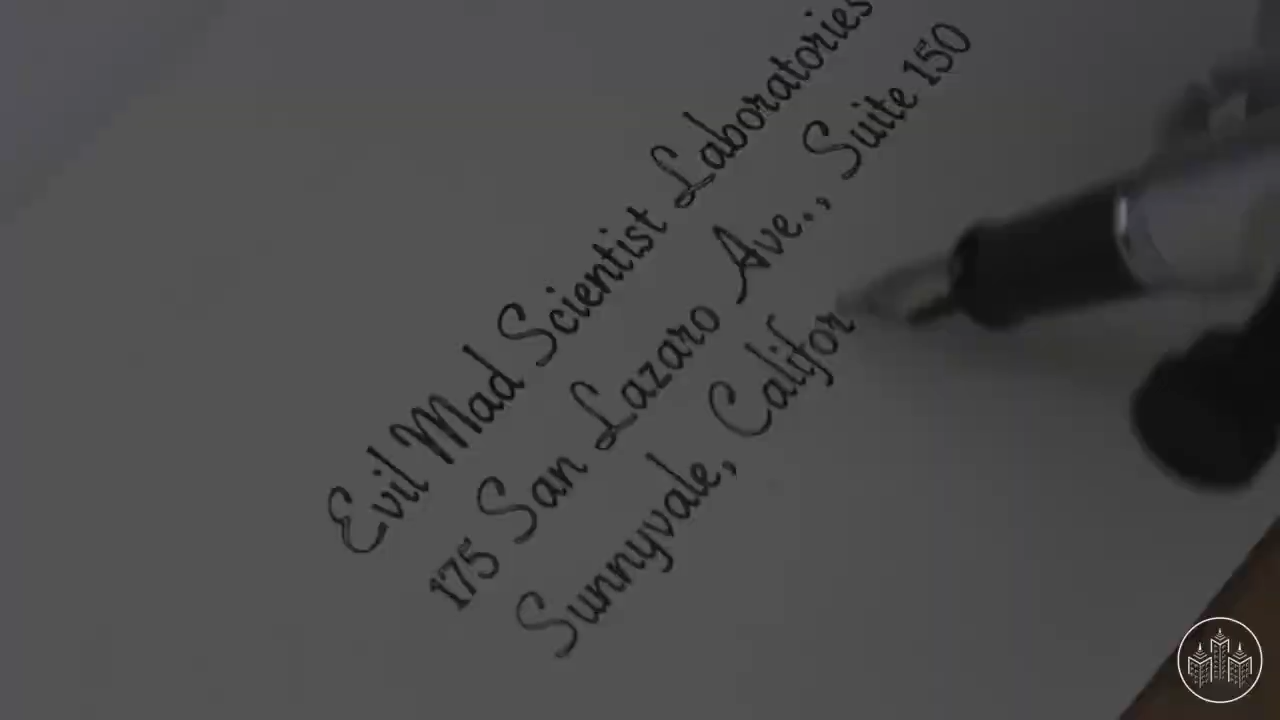 Evil Mad Scientist Laboratories
175 San Lazaro Ave., Suite 150
Sunnyvale, Califor